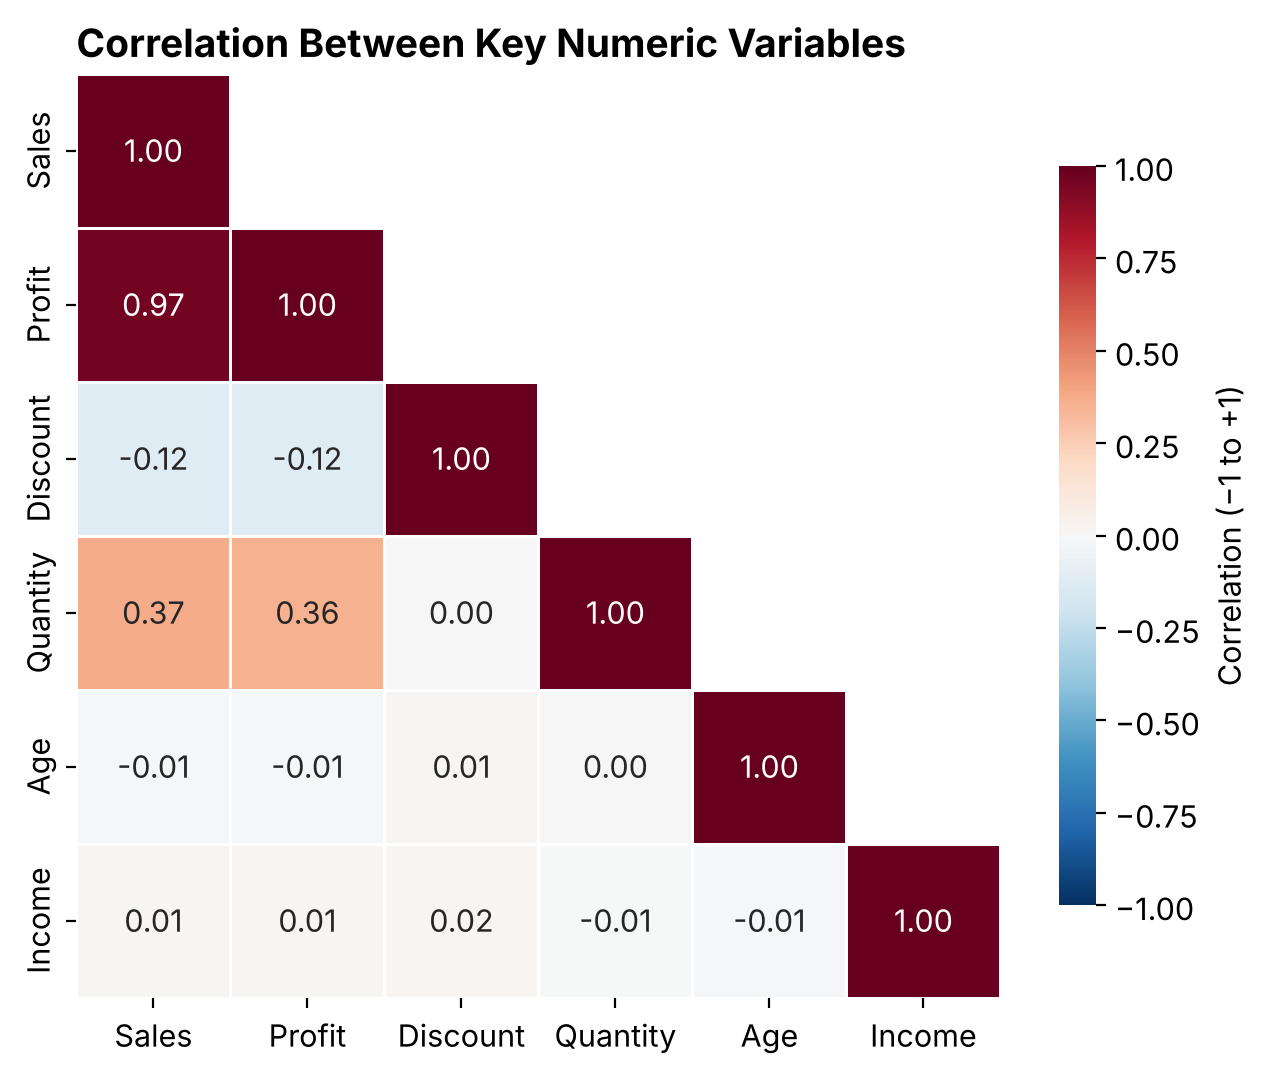 Correlation Between Key Numeric Variables
Sales
1.00
Profit
0.97 1.00
Discount
-0.12 -0.12 1.00
Quantity
0.37 0.36 0.00 1.00
Age
-0.01 -0.01 0.01 0.00 1.00
Income
0.01 0.01 0.02 -0.01 -0.01 1.00
Sales Profit Discount Quantity Age Income
1.00
0.75
0.50
0.25
0.00
−0.25
−0.50
−0.75
−1.00
Correlation (−1 to +1)